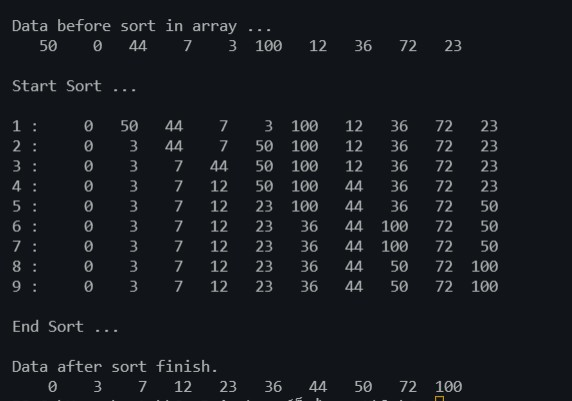 Data before sort in array ...
50 0 44 7 3 100 12 36 72 23
Start Sort ...
1 : 0 50 44 7 3 100 12 36 72 23
2 : 0 3 44 7 50 100 12 36 72 23
3 : 0 3 7 44 50 100 12 36 72 23
4 : 0 3 7 12 50 100 44 36 72 23
5 : 0 3 7 12 23 100 44 36 72 50
6 : 0 3 7 12 23 36 44 100 72 50
7 : 0 3 7 12 23 36 44 100 72 50
8 : 0 3 7 12 23 36 44 50 72 100
9 : 0 3 7 12 23 36 44 50 72 100
End Sort ...
Data after sort finish.
0 3 7 12 23 36 44 50 72 100